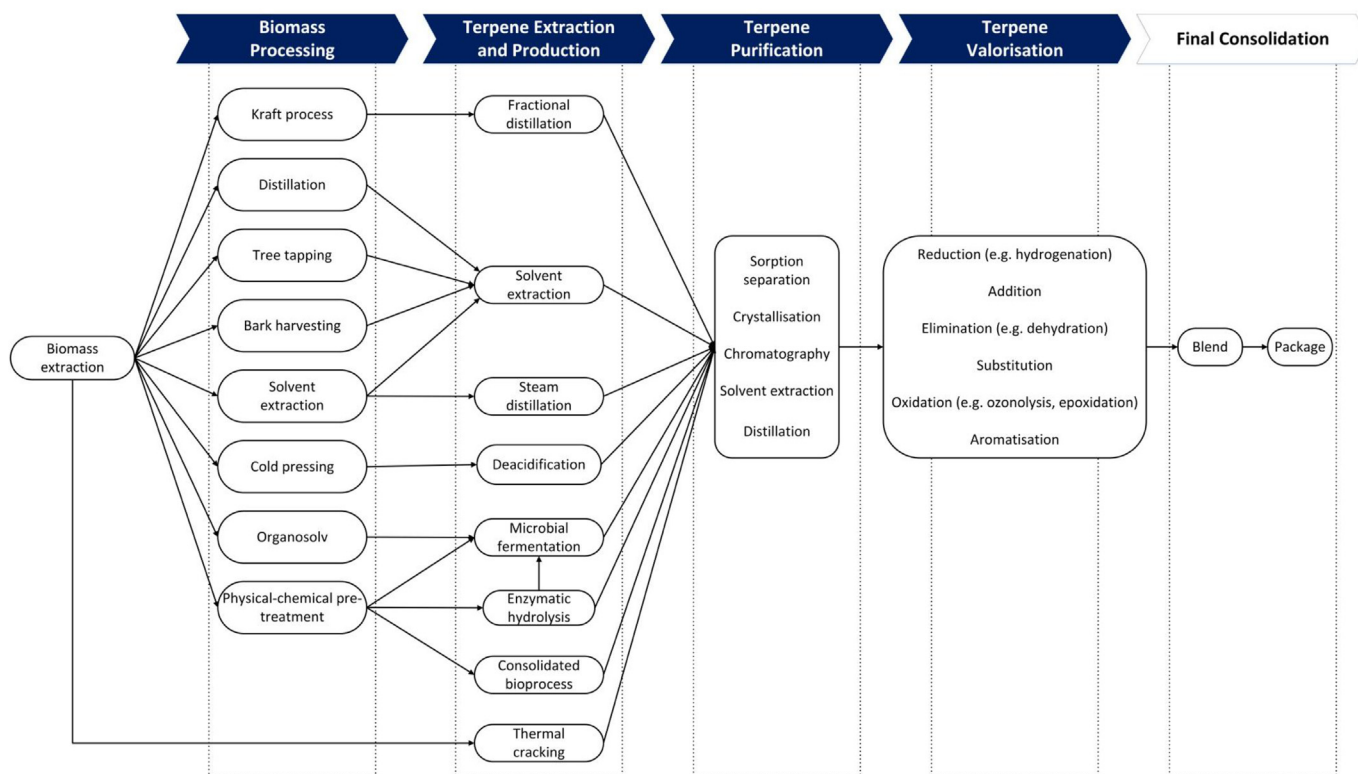 Biomass
Processing
Terpene Extraction
and Production
Terpene
Purification
Terpene
Valorisation
Final Consolidation
Biomass
extraction
Kraft process
Distillation
Tree tapping
Bark harvesting
Solvent
extraction
Cold pressing
Organosolv
Physical-chemical pre-
treatment
Fractional
distillation
Solvent
extraction
Steam
distillation
Deacidification
Microbial
fermentation
Enzymatic
hydrolysis
Consolidated
bioprocess
Thermal
cracking
Sorption
separation
Crystallisation
Chromatography
Solvent extraction
Distillation
Reduction (e.g. hydrogenation)
Addition
Elimination (e.g. dehydration)
Substitution
Oxidation (e.g. ozonolysis, epoxidation)
Aromatisation
Blend
Package